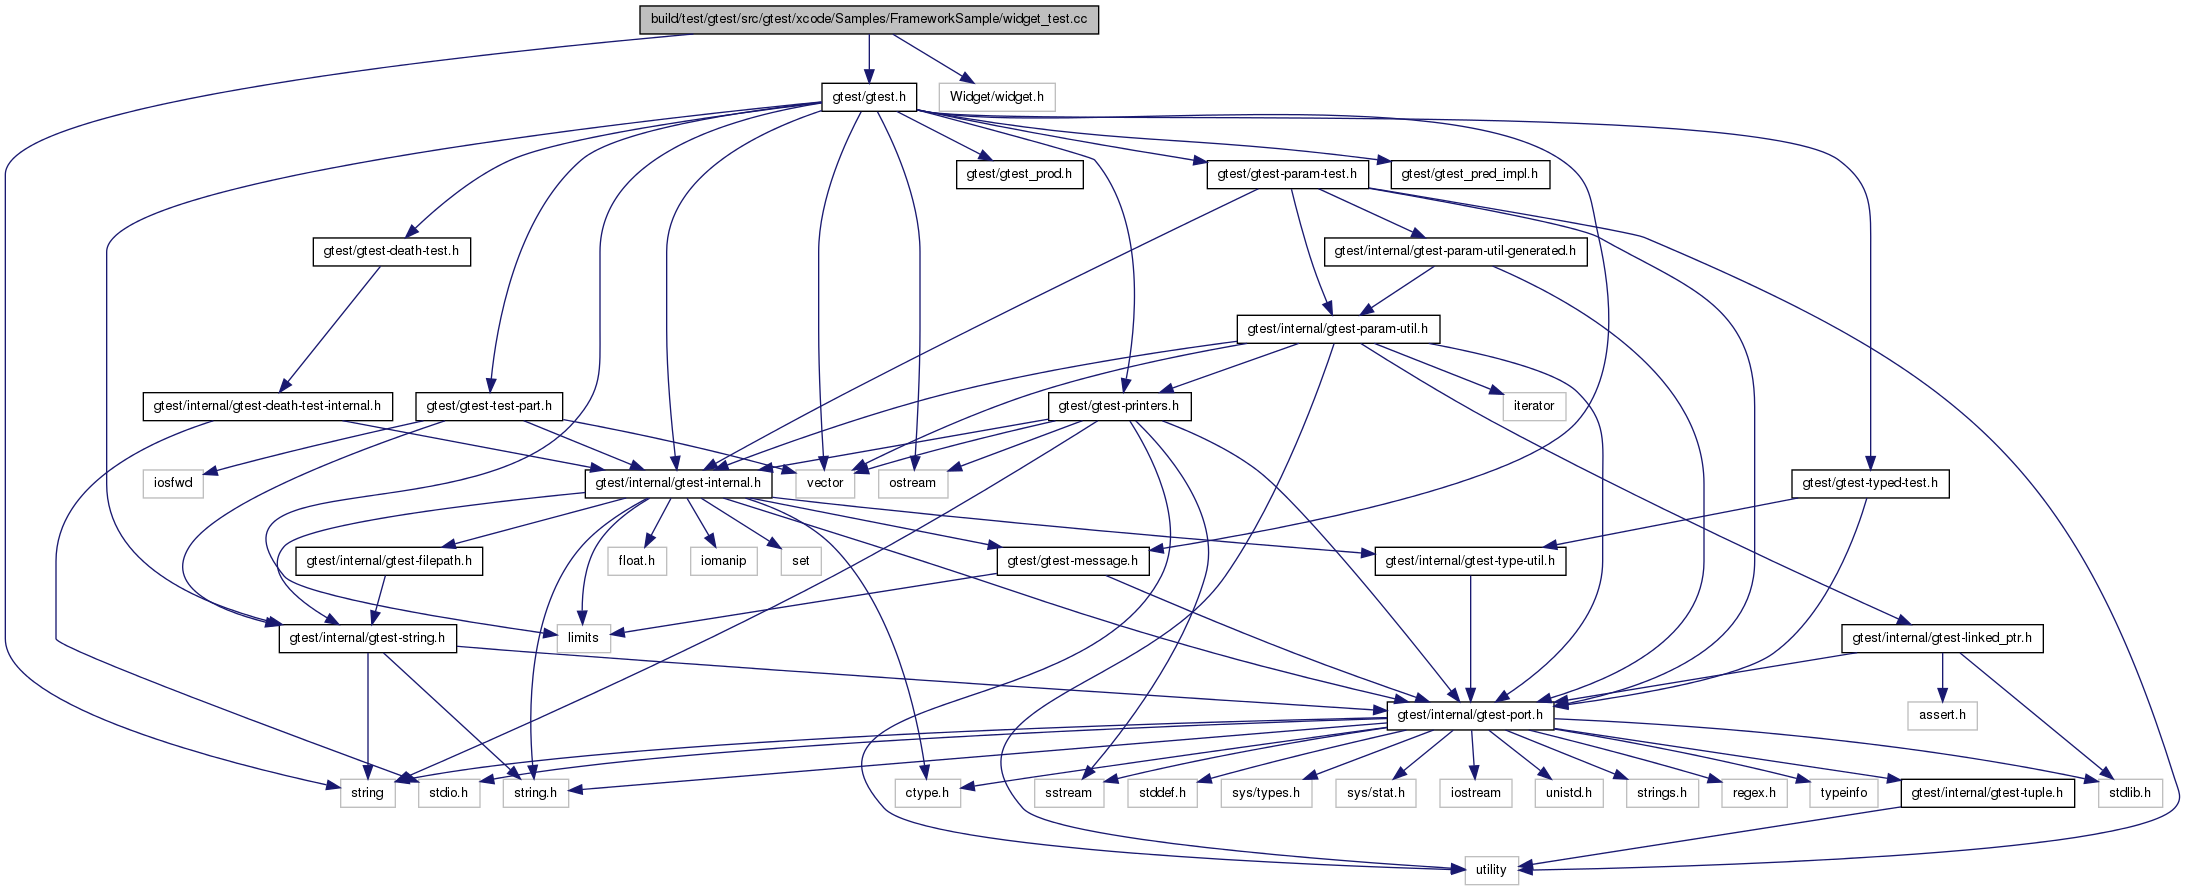 build/test/gtest/src/gtest/xcode/Samples/FrameworkSample/widget_test.cc
gtest/gtest.h
Widget/widget.h
gtest/gtest_prod.h
gtest/gtest-param-test.h
gtest/gtest_pred_impl.h
gtest/gtest-death-test.h
gtest/internal/gtest-param-util-generated.h
gtest/internal/gtest-param-util.h
gtest/internal/gtest-death-test-internal.h
gtest/gtest-test-part.h
gtest/gtest-printers.h
iterator
iosfwd
gtest/internal/gtest-internal.h
vector
ostream
gtest/gtest-typed-test.h
gtest/internal/gtest-filepath.h
float.h
iomanip
set
gtest/gtest-message.h
gtest/internal/gtest-type-util.h
gtest/internal/gtest-string.h
limits
gtest/internal/gtest-linked_ptr.h
gtest/internal/gtest-port.h
assert.h
string
stdio.h
string.h
ctype.h
sstream
stddef.h
sys/types.h
sys/stat.h
iostream
unistd.h
strings.h
regex.h
typeinfo
gtest/internal/gtest-tuple.h
stdlib.h
utility